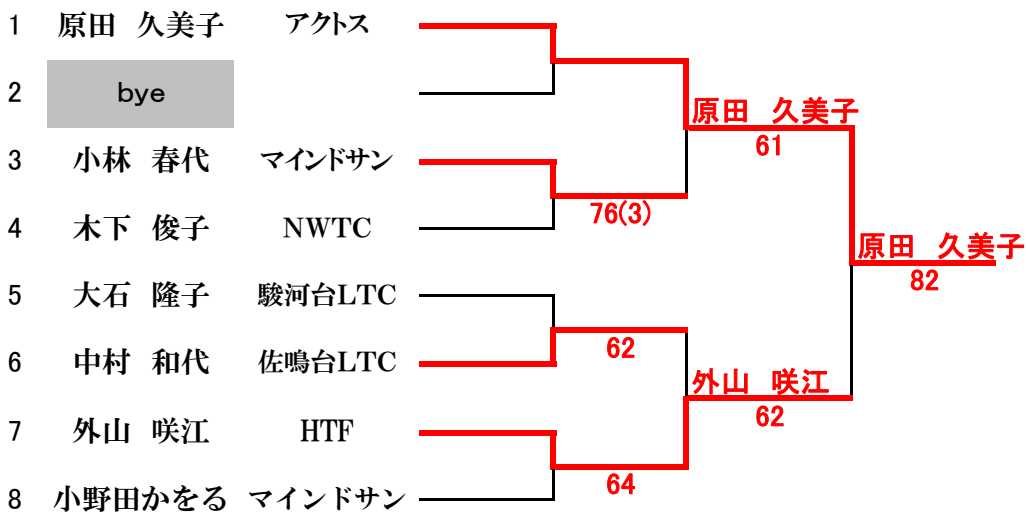 1 原田 久美子 アクトス
2 bye
原田 久美子
61
3 小林 春代 マインドサン
76(3)
4 木下 俊子 NWTC
原田 久美子
82
5 大石 隆子 駿河台LTC
62
6 中村 和代 佐鳴台LTC
外山 咲江
62
7 外山 咲江 HTF
64
8 小野田かをる マインドサン